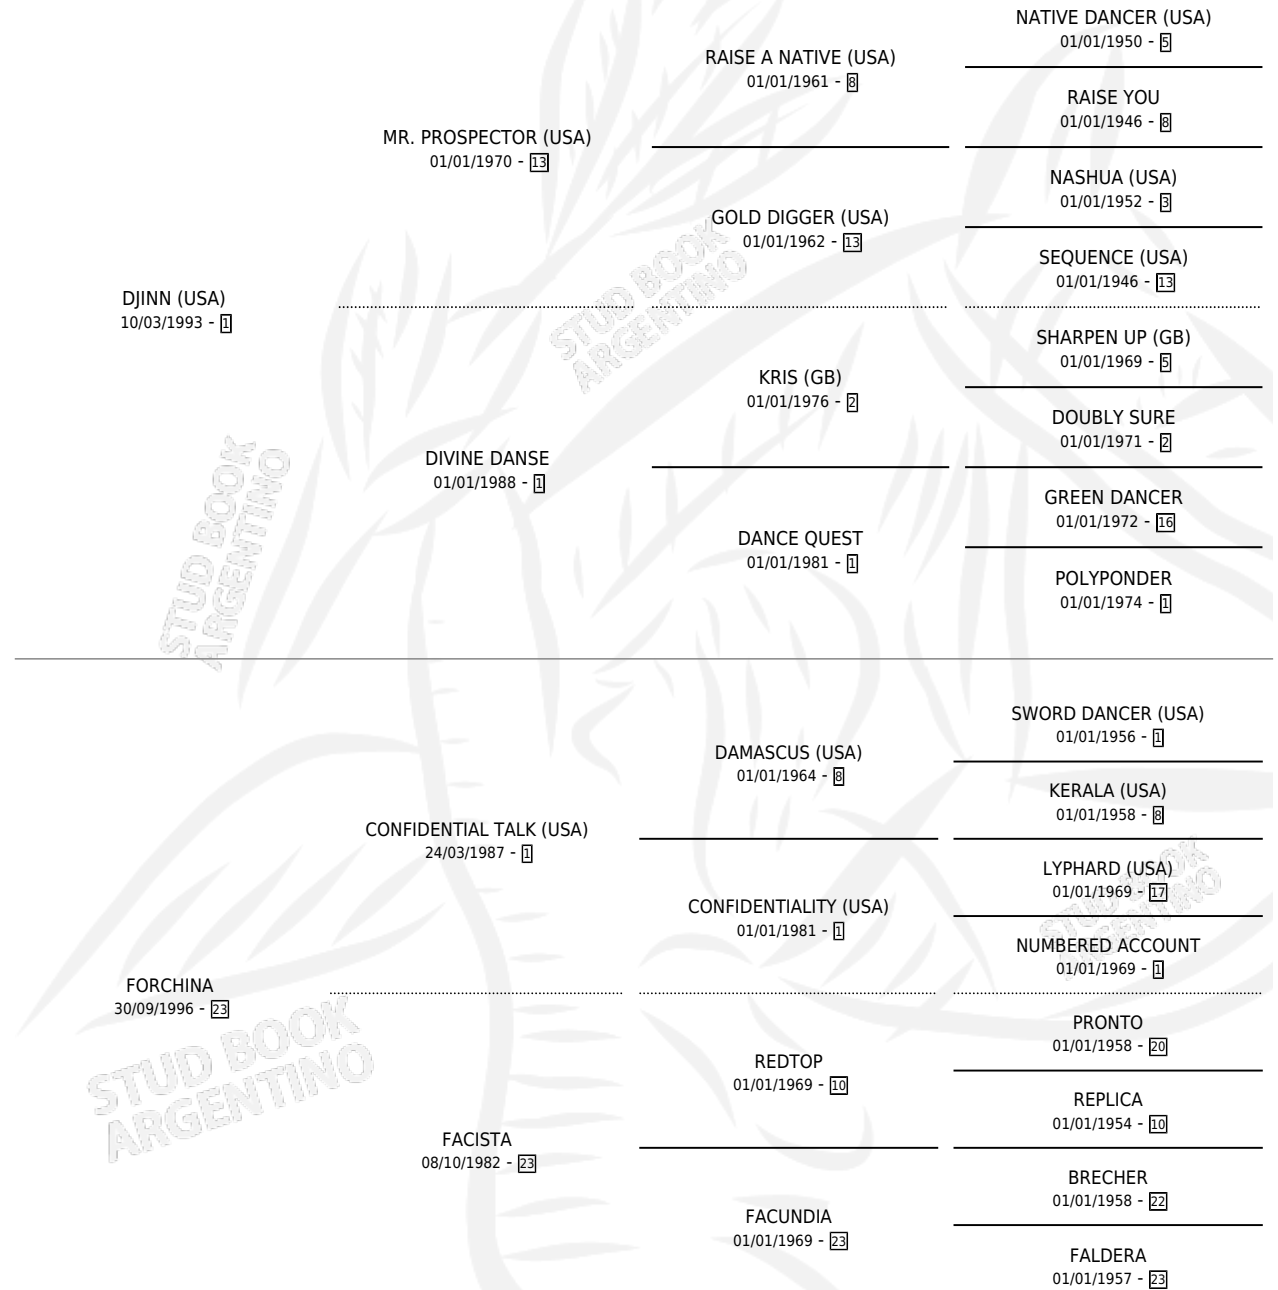 NATIVE DANCER (USA)
01/01/1950 - 5
RAISE A NATIVE (USA)
01/01/1961 - 8
RAISE YOU
01/01/1946 - 8
MR. PROSPECTOR (USA)
01/01/1970 - 13
NASHUA (USA)
01/01/1952 - 3
GOLD DIGGER (USA)
01/01/1962 - 13
SEQUENCE (USA)
01/01/1946 - 13
DJINN (USA)
10/03/1993 - 1
STUD BOOK
ARGENTINO
SHARPEN UP (GB)
01/01/1969 - 5
KRIS (GB)
01/01/1976 - 2
DOUBLY SURE
01/01/1971 - 2
DIVINE DANSE
01/01/1988 - 1
GREEN DANCER
01/01/1972 - 16
DANCE QUEST
01/01/1981 - 1
POLYPONDER
01/01/1974 - 1
STUD BOOK
ARGENTINO
SWORD DANCER (USA)
01/01/1956 - 1
DAMASCUS (USA)
01/01/1964 - 8
KERALA (USA)
01/01/1958 - 8
CONFIDENTIAL TALK (USA)
24/03/1987 - 1
LYPHARD (USA)
01/01/1969 - 17
CONFIDENTIALITY (USA)
01/01/1981 - 1
NUMBERED ACCOUNT
01/01/1969 - 1
STUD BOOK
ARGENTINO
FORCHINA
30/09/1996 - 23
PRONTO
01/01/1958 - 20
REDTOP
01/01/1969 - 10
REPLICA
01/01/1954 - 10
STUD BOOK
ARGENTINO
FACISTA
08/10/1982 - 23
BRECHER
01/01/1958 - 22
FACUNDIA
01/01/1969 - 23
FALDERA
01/01/1957 - 23